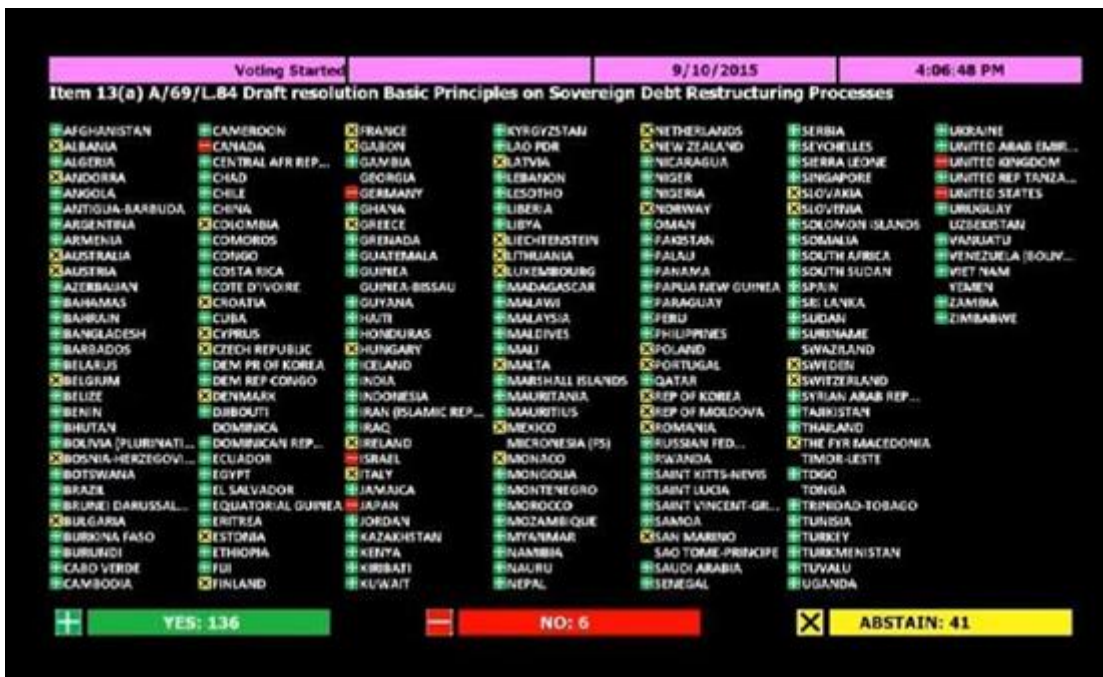 Voting Started 9/10/2015 4:06:48 PM
Item 13(a) A/69/L.84 Draft resolution Basic Principles on Sovereign Debt Restructuring Processes
AFGHANISTAN CAMEROON FRANCE KYRGYZSTAN NETHERLANDS SERBIA UKRAINE
ALBANIA CANADA GABON LAO PDR NEW ZEALAND SEYCHELLES UNITED ARAB EMIR...
ALGERIA CENTRAL AFR REP... GAMBIA LATVIA NICARAGUA SIERRA LEONE UNITED KINGDOM
ANDORRA CHAD GEORGIA LEBANON NIGER SINGAPORE UNITED REP TANZA...
ANGOLA CHILE GERMANY LESOTHO NIGERIA SLOVAKIA UNITED STATES
ANTIGUA-BARBUDA CHINA GHANA LIBERIA NORWAY SLOVENIA URUGUAY
ARGENTINA COLOMBIA GREECE LIBYA OMAN SOLOMON ISLANDS UZBEKISTAN
ARMENIA COMOROS GRENADA LIECHTENSTEIN PAKISTAN SOMALIA VANUATU
AUSTRALIA CONGO GUATEMALA LITHUANIA PALAU SOUTH AFRICA VENEZUELA (BOLIV...
AUSTRIA COSTA RICA GUINEA LUXEMBOURG PANAMA SOUTH SUDAN VIET NAM
AZERBAIJAN COTE D'IVOIRE GUINEA-BISSAU MADAGASCAR PAPUA NEW GUINEA SPAIN YEMEN
BAHAMAS CROATIA GUYANA MALAWI PARAGUAY SRI LANKA ZAMBIA
BAHRAIN CUBA HAITI MALAYSIA PERU SUDAN ZIMBABWE
BANGLADESH CYPRUS HONDURAS MALDIVES PHILIPPINES SURINAME
BARBADOS CZECH REPUBLIC HUNGARY MALI POLAND SWAZILAND
BELARUS DEM PR OF KOREA ICELAND MALTA PORTUGAL SWEDEN
BELGIUM DEM REP CONGO INDIA MARSHALL ISLANDS QATAR SWITZERLAND
BELIZE DENMARK INDONESIA MAURITANIA REP OF KOREA SYRIAN ARAB REP...
BENIN DJIBOUTI IRAN (ISLAMIC REP... MAURITIUS REP OF MOLDOVA TAJIKISTAN
BHUTAN DOMINICA IRAQ MEXICO ROMANIA THAILAND
BOLIVIA (PLURINATI... DOMINICAN REP... IRELAND MICRONESIA (FS) RUSSIAN FED... THE FYR MACEDONIA
BOSNIA-HERZEGOVI... ECUADOR ISRAEL MONACO RWANDA TIMOR-LESTE
BOTSWANA EGYPT ITALY MONGOLIA SAINT KITTS-NEVIS TOGO
BRAZIL EL SALVADOR JAMAICA MONTENEGRO SAINT LUCIA TONGA
BRUNEI DARUSSAL... EQUATORIAL GUINEA JAPAN MOROCCO SAINT VINCENT-GR... TRINIDAD-TOBAGO
BULGARIA ERITREA JORDAN MOZAMBIQUE SAMOA TUNISIA
BURKINA FASO ESTONIA KAZAKHSTAN MYANMAR SAN MARINO TURKEY
BURUNDI ETHIOPIA KENYA NAMIBIA SAO TOME-PRINCIPE TURKMENISTAN
CABO VERDE FIJI KIRIBATI NAURU SAUDI ARABIA TUVALU
CAMBODIA FINLAND KUWAIT NEPAL SENEGAL UGANDA
YES: 136 NO: 6 ABSTAIN: 41